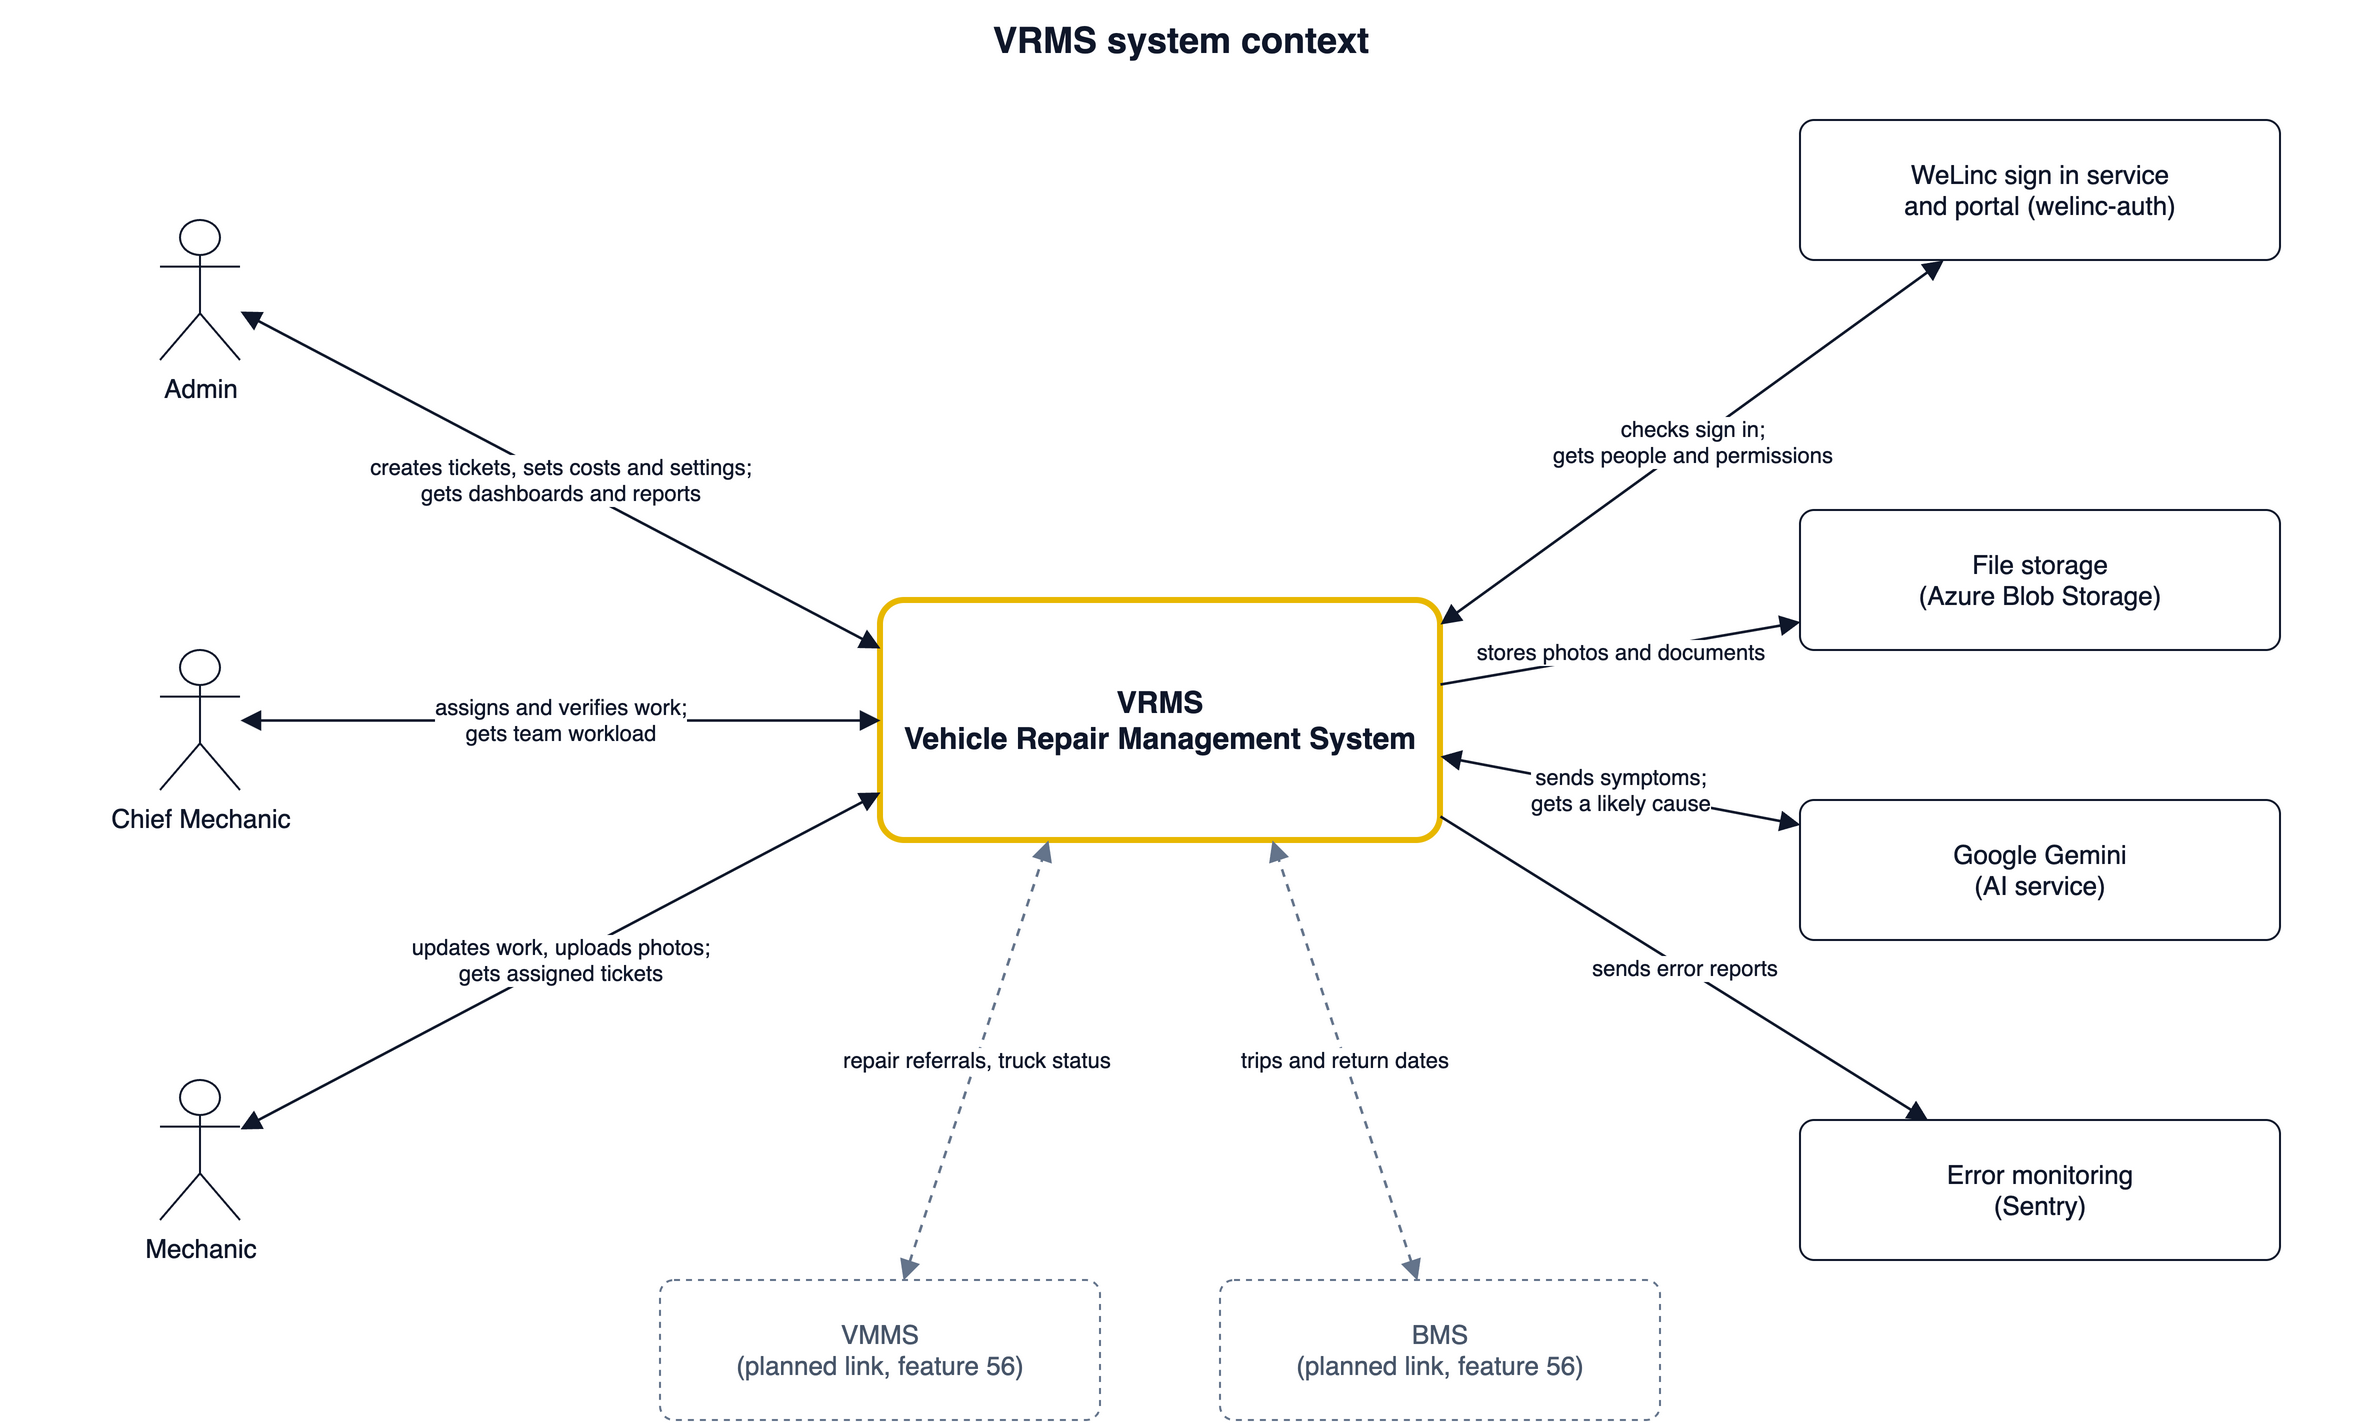 VRMS system context
WeLinc sign in service
and portal (welinc-auth)
Admin
checks sign in;
gets people and permissions
creates tickets, sets costs and settings;
gets dashboards and reports
File storage
(Azure Blob Storage)
stores photos and documents
VRMS
Vehicle Repair Management System
assigns and verifies work;
gets team workload
Chief Mechanic
sends symptoms;
gets a likely cause
Google Gemini
(AI service)
updates work, uploads photos;
gets assigned tickets
sends error reports
repair referrals, truck status
trips and return dates
Error monitoring
(Sentry)
Mechanic
VMMS
(planned link, feature 56)
BMS
(planned link, feature 56)